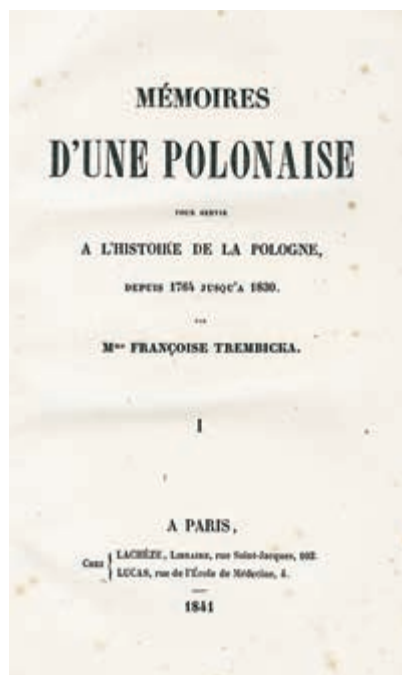 MÉMOIRES
D'UNE POLONAISE
POUR SERVIR
A L'HISTOIRE DE LA POLOGNE,
DEPUIS 1764 JUSQU'A 1830.
PAR
Mme FRANÇOISE TREMBICKA.
I
A PARIS,
Chez
LACHÈZE, LIBRAIRE, rue Saint-Jacques,
LUCAS, rue de l'École de Médecine, 4.
1841